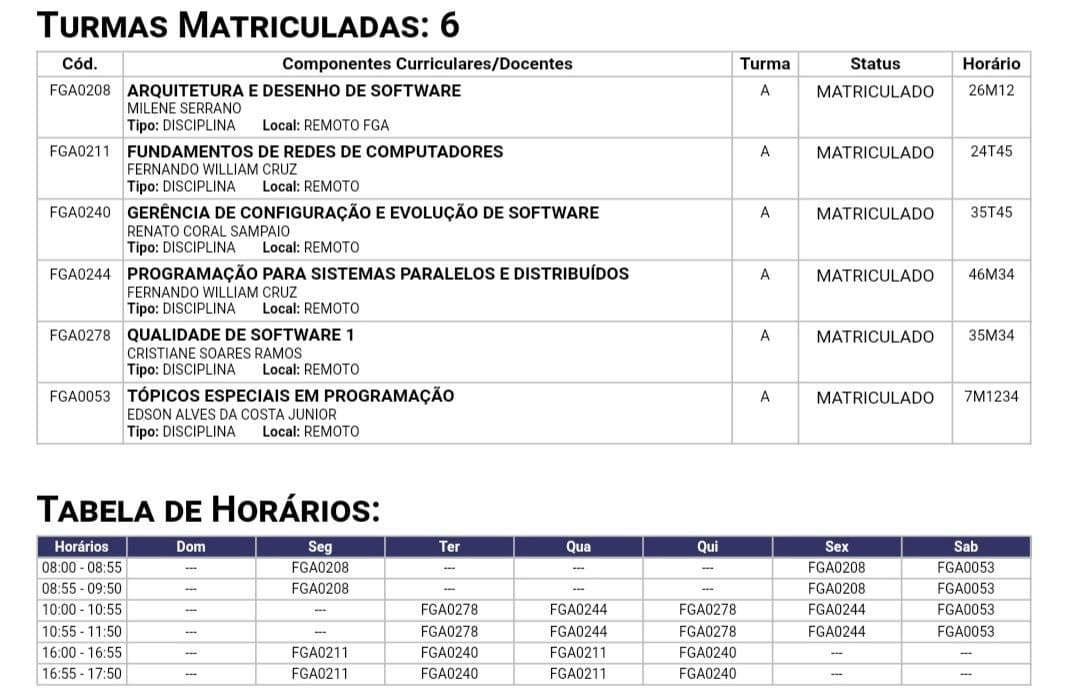 TURMAS MATRICULADAS: 6
Cód. Componentes Curriculares/Docentes Turma Status Horário
FGA0208 ARQUITETURA E DESENHO DE SOFTWARE A MATRICULADO 26M12
MILENE SERRANO
Tipo: DISCIPLINA Local: REMOTO FGA
FGA0211 FUNDAMENTOS DE REDES DE COMPUTADORES A MATRICULADO 24T45
FERNANDO WILLIAM CRUZ
Tipo: DISCIPLINA Local: REMOTO
FGA0240 GERÊNCIA DE CONFIGURAÇÃO E EVOLUÇÃO DE SOFTWARE A MATRICULADO 35T45
RENATO CORAL SAMPAIO
Tipo: DISCIPLINA Local: REMOTO
FGA0244 PROGRAMAÇÃO PARA SISTEMAS PARALELOS E DISTRIBUÍDOS A MATRICULADO 46M34
FERNANDO WILLIAM CRUZ
Tipo: DISCIPLINA Local: REMOTO
FGA0278 QUALIDADE DE SOFTWARE 1 A MATRICULADO 35M34
CRISTIANE SOARES RAMOS
Tipo: DISCIPLINA Local: REMOTO
FGA0053 TÓPICOS ESPECIAIS EM PROGRAMAÇÃO A MATRICULADO 7M1234
EDSON ALVES DA COSTA JUNIOR
Tipo: DISCIPLINA Local: REMOTO
TABELA DE HORÁRIOS:
Horários Dom Seg Ter Qua Qui Sex Sab
08:00 - 08:55 --- FGA0208 --- --- --- FGA0208 FGA0053
08:55 - 09:50 --- FGA0208 --- --- --- FGA0208 FGA0053
10:00 - 10:55 --- --- FGA0278 FGA0244 FGA0278 FGA0244 FGA0053
10:55 - 11:50 --- --- FGA0278 FGA0244 FGA0278 FGA0244 FGA0053
16:00 - 16:55 --- FGA0211 FGA0240 FGA0211 FGA0240 --- ---
16:55 - 17:50 --- FGA0211 FGA0240 FGA0211 FGA0240 --- ---